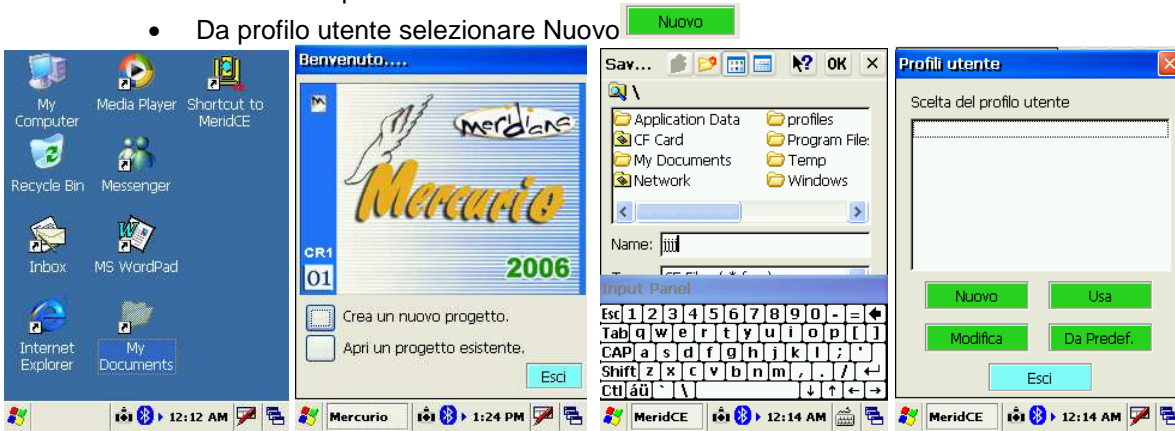 • Da profilo utente selezionare Nuovo Nuovo
My Computer
Media Player
Shortcut to MeridCE
Recycle Bin
Messenger
Inbox
MS WordPad
Internet Explorer
My Documents
12:12 AM
Benvenuto....
meridiana
Mercurio
CR1
01
2006
Crea un nuovo progetto.
Apri un progetto esistente.
Esci
Mercurio
1:24 PM
Sav...
?
OK
×
\
Application Data
profiles
CF Card
Program File:
My Documents
Temp
Network
Windows
Name: jjjj
Input Panel
Esc 1 2 3 4 5 6 7 8 9 0 - =
Tab q w e r t y u i o p [ ]
CAP a s d f g h j k l ; '
Shift z x c v b n m , . /
Ctl áü ` \
MeridCE
12:14 AM
Profili utente
Scelta del profilo utente
Nuovo
Usa
Modifica
Da Predef.
Esci
MeridCE
12:14 AM